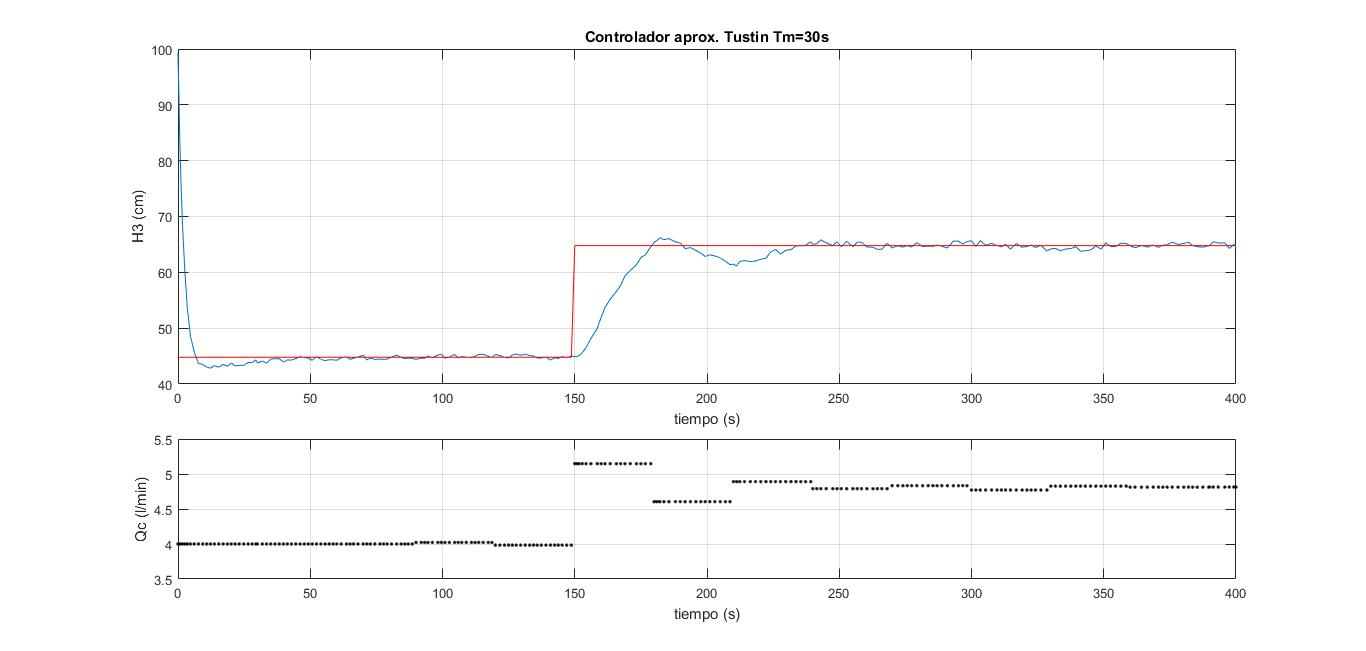 Controlador aprox. Tustin Tm=30s
100
90
80
70
60
50
40
H3 (cm)
0 50 100 150 200 250 300 350 400
tiempo (s)
5.5
5
4.5
4
3.5
Qc (l/min)
0 50 100 150 200 250 300 350 400
tiempo (s)